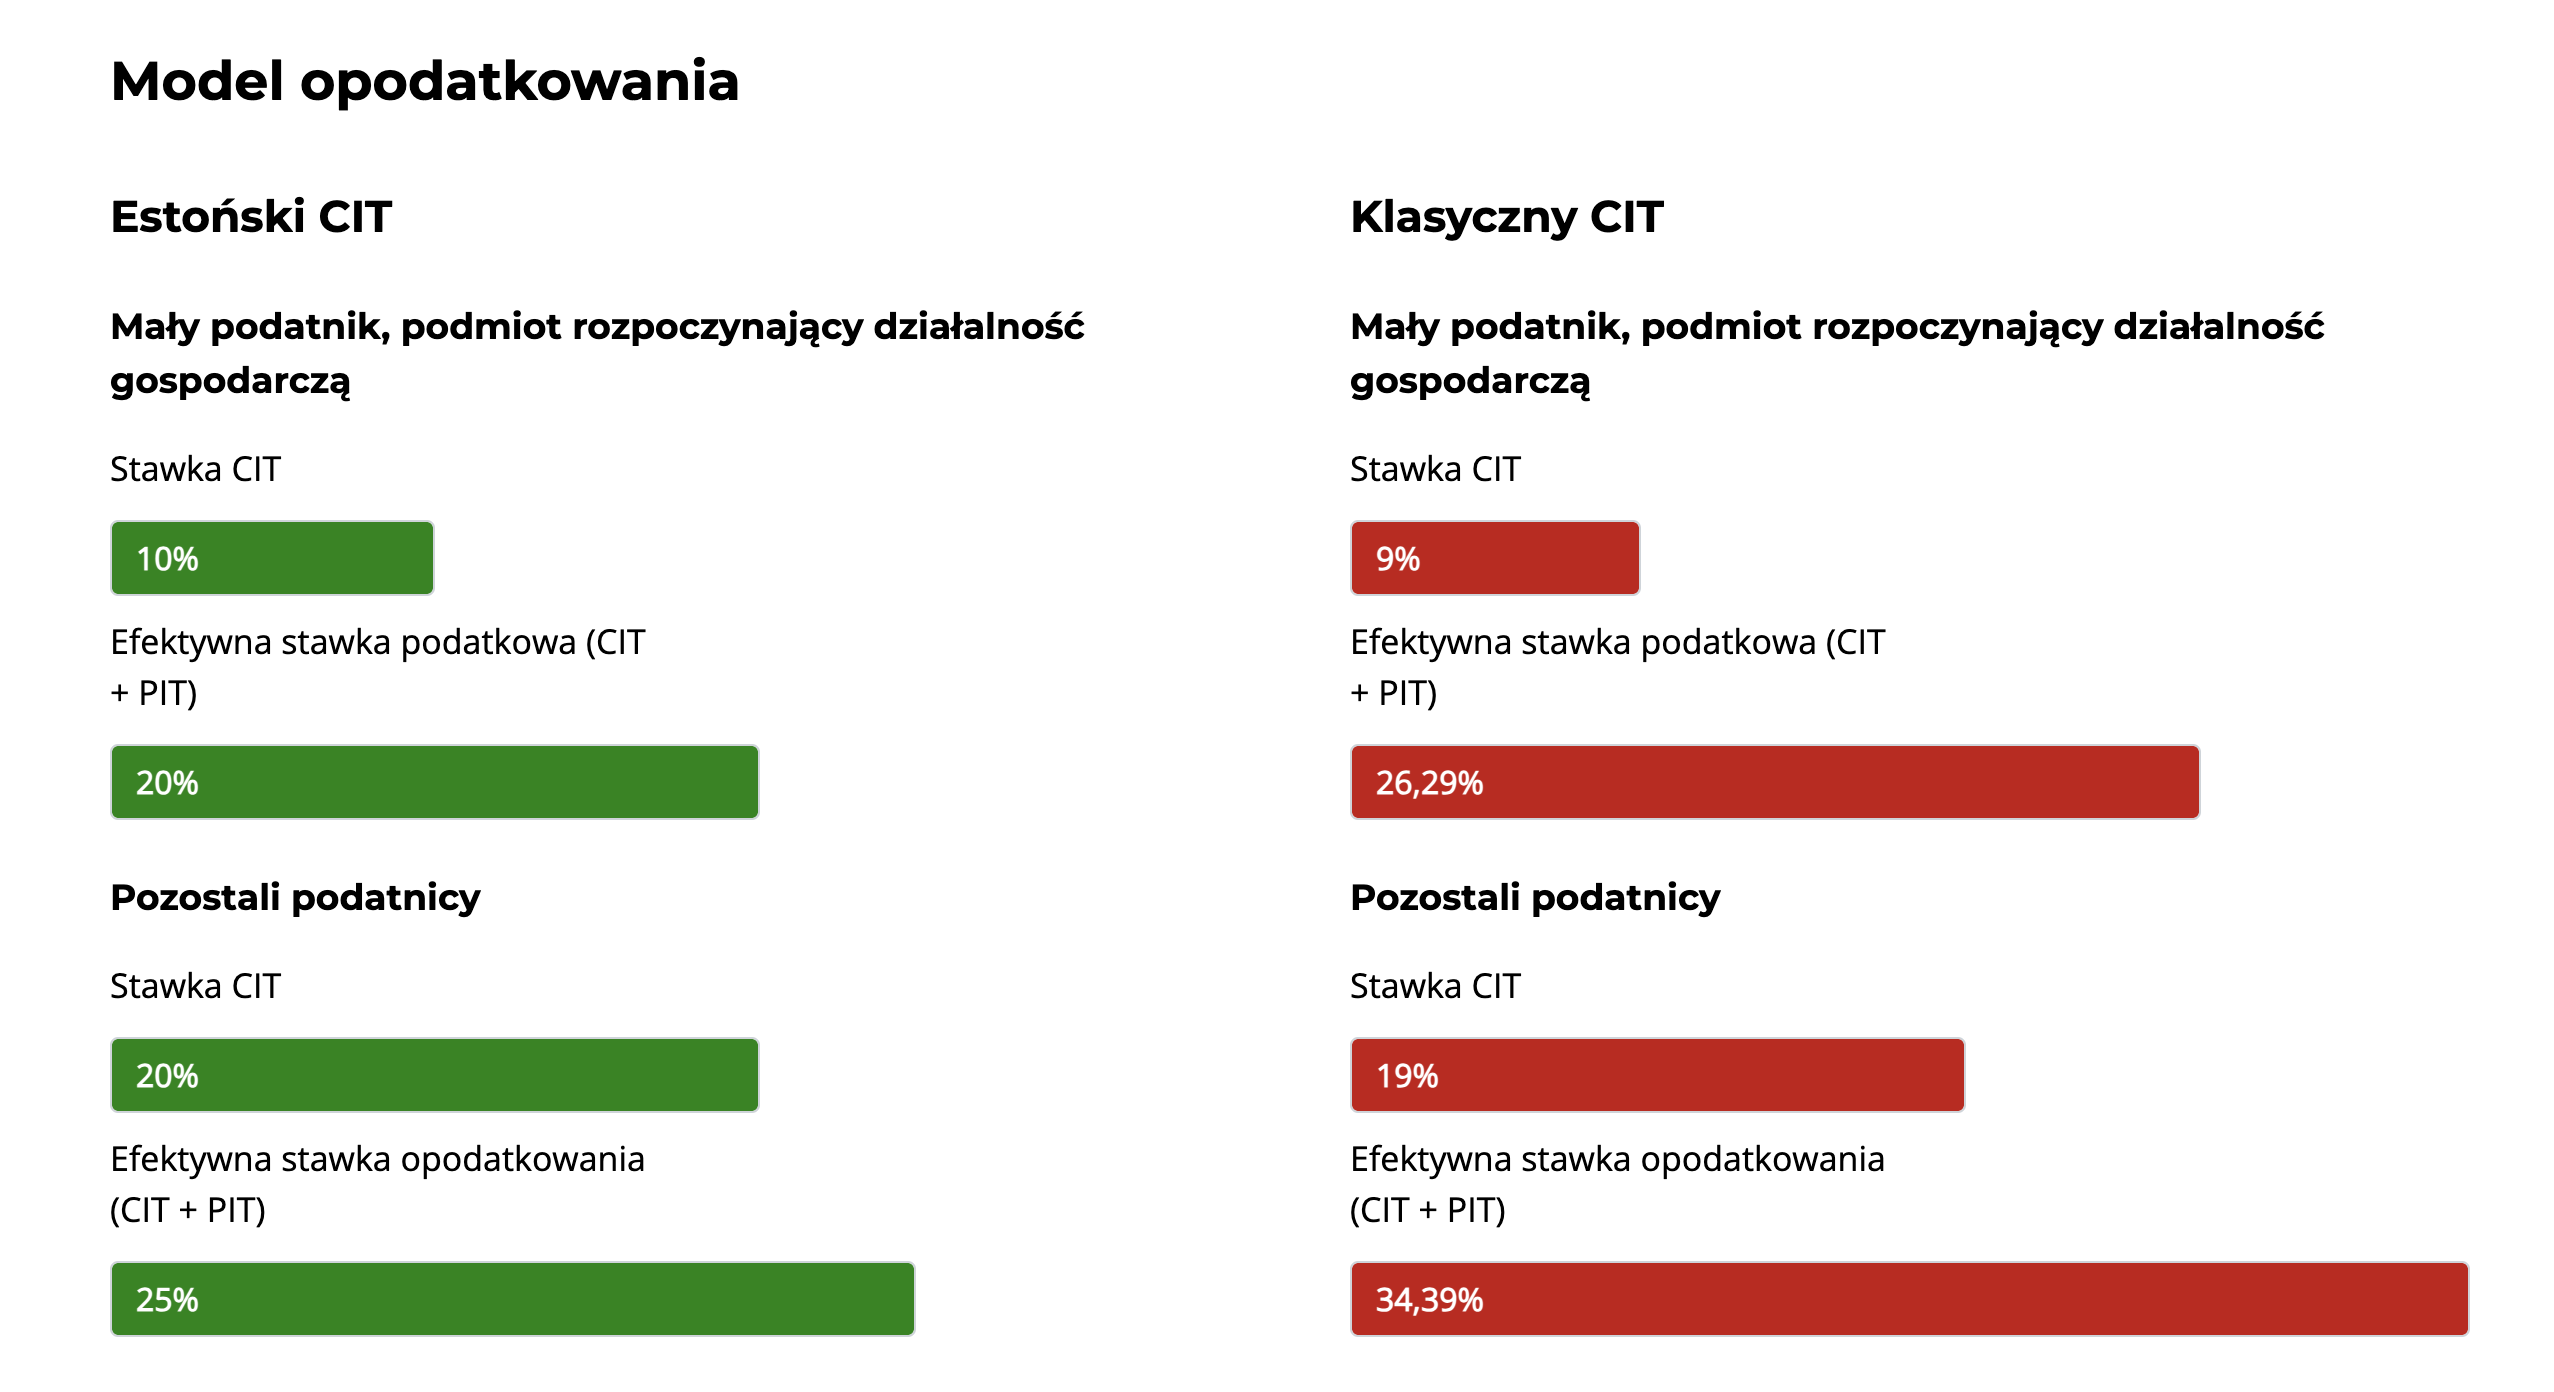 Model opodatkowania
Estoński CIT
Mały podatnik, podmiot rozpoczynający działalność
gospodarczą
Stawka CIT
10%
Efektywna stawka podatkowa (CIT
+ PIT)
20%
Pozostali podatnicy
Stawka CIT
20%
Efektywna stawka opodatkowania
(CIT + PIT)
25%
Klasyczny CIT
Mały podatnik, podmiot rozpoczynający działalność
gospodarczą
Stawka CIT
9%
Efektywna stawka podatkowa (CIT
+ PIT)
26,29%
Pozostali podatnicy
Stawka CIT
19%
Efektywna stawka opodatkowania
(CIT + PIT)
34,39%